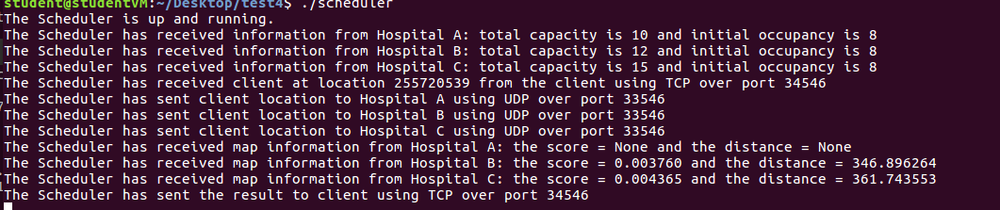 student@studentVM:~/Desktop/test4$ ./scheduler
The Scheduler is up and running.
The Scheduler has received information from Hospital A: total capacity is 10 and initial occupancy is 8
The Scheduler has received information from Hospital B: total capacity is 12 and initial occupancy is 8
The Scheduler has received information from Hospital C: total capacity is 15 and initial occupancy is 8
The Scheduler has received client at location 255720539 from the client using TCP over port 34546
The Scheduler has sent client location to Hospital A using UDP over port 33546
The Scheduler has sent client location to Hospital B using UDP over port 33546
The Scheduler has sent client location to Hospital C using UDP over port 33546
The Scheduler has received map information from Hospital A: the score = None and the distance = None
The Scheduler has received map information from Hospital B: the score = 0.003760 and the distance = 346.896264
The Scheduler has received map information from Hospital C: the score = 0.004365 and the distance = 361.743553
The Scheduler has sent the result to client using TCP over port 34546